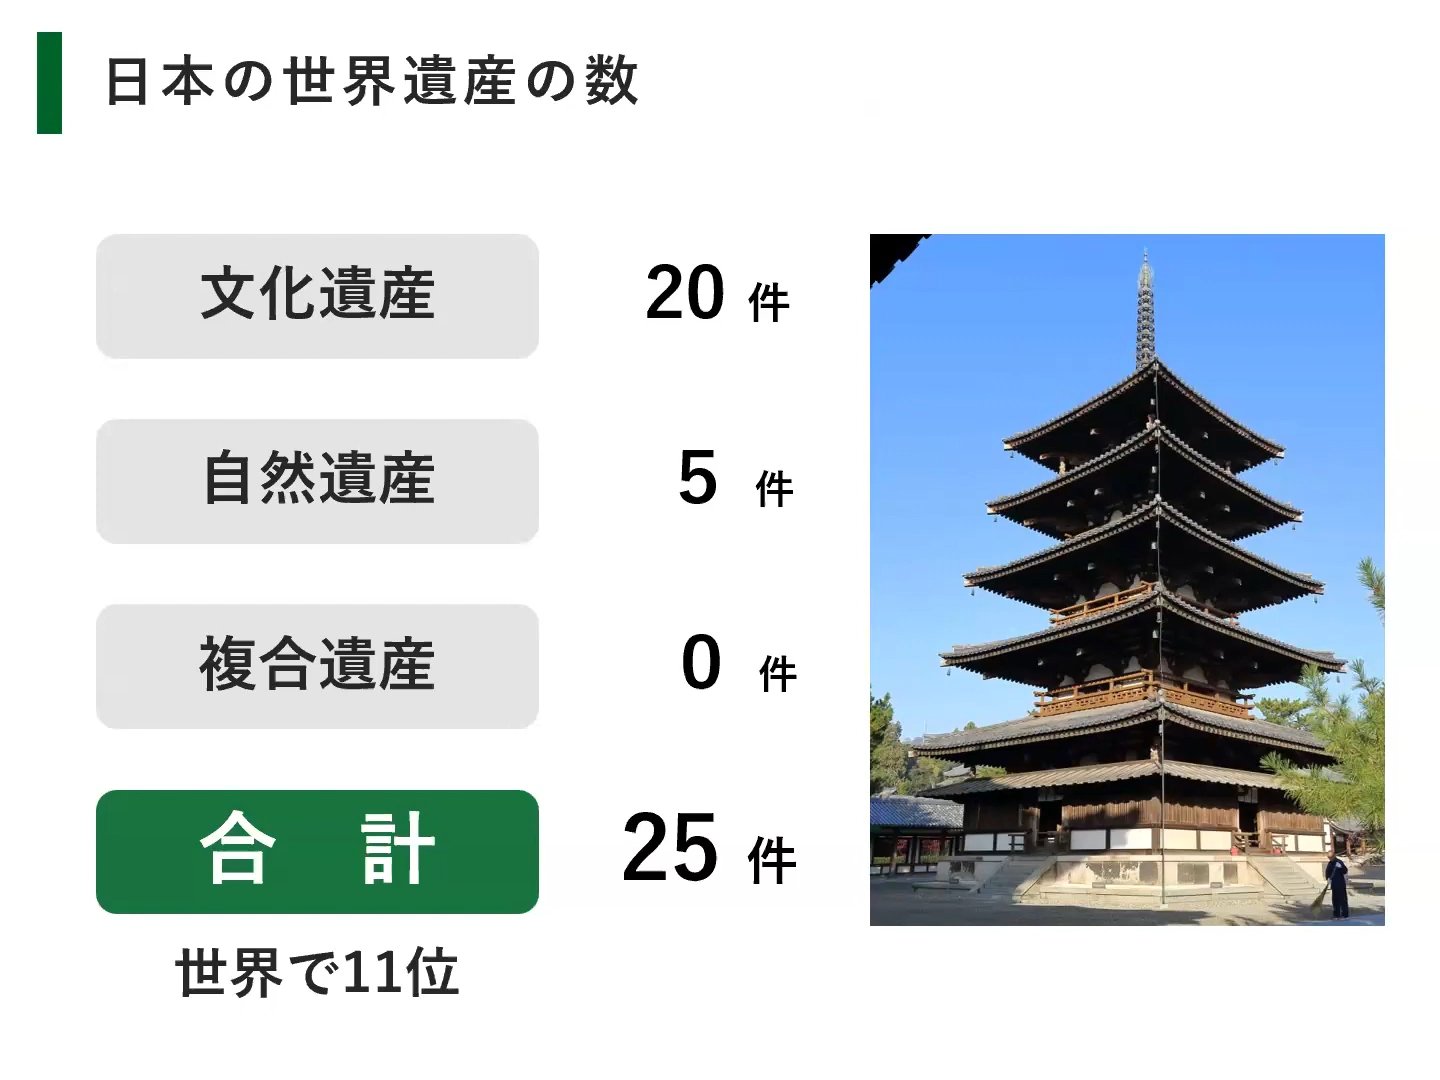 日本の世界遺産の数
文化遺産 20 件
自然遺産 5 件
複合遺産 0 件
合 計 25 件
世界で11位